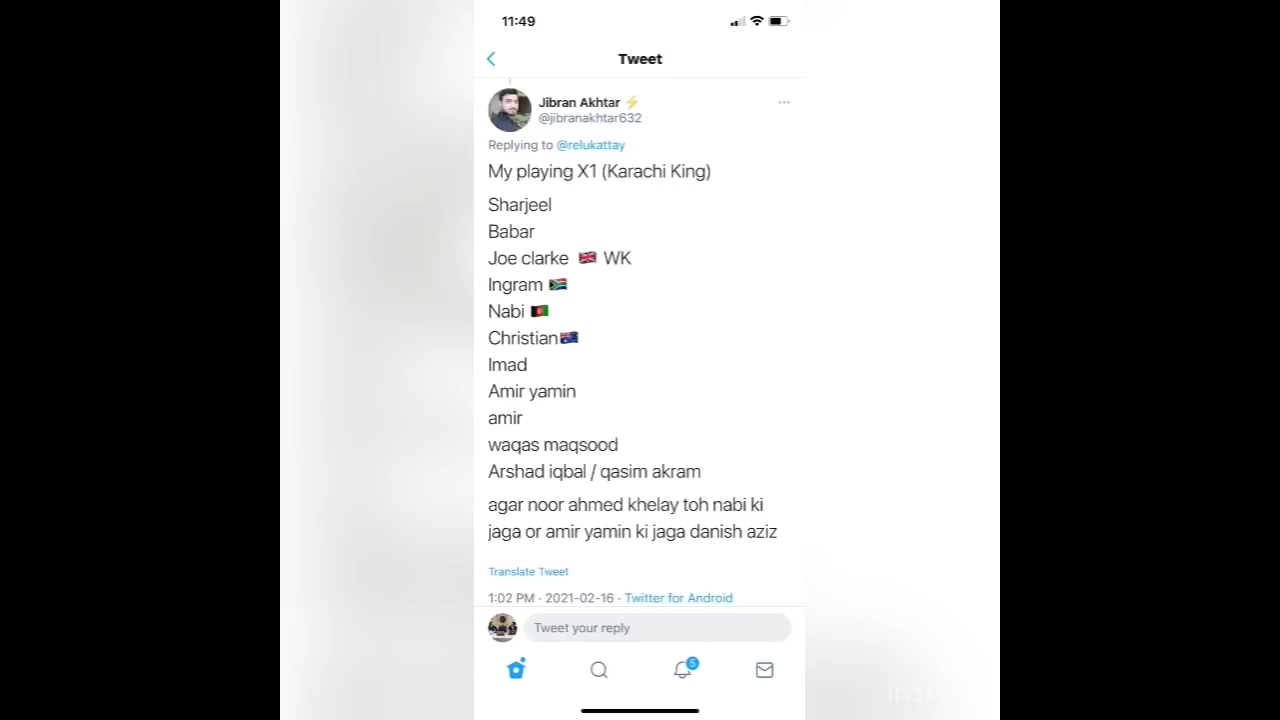 11:49
Tweet
Jibran Akhtar ⚡
@jibranakhtar632
Replying to @relukattay
My playing X1 (Karachi King)
Sharjeel
Babar
Joe clarke 🇬🇧 WK
Ingram 🇿🇦
Nabi 🇦🇫
Christian🇦🇺
Imad
Amir yamin
amir
waqas maqsood
Arshad iqbal / qasim akram
agar noor ahmed khelay toh nabi ki
jaga or amir yamin ki jaga danish aziz
Translate Tweet
1:02 PM · 2021-02-16 · Twitter for Android
Tweet your reply
5